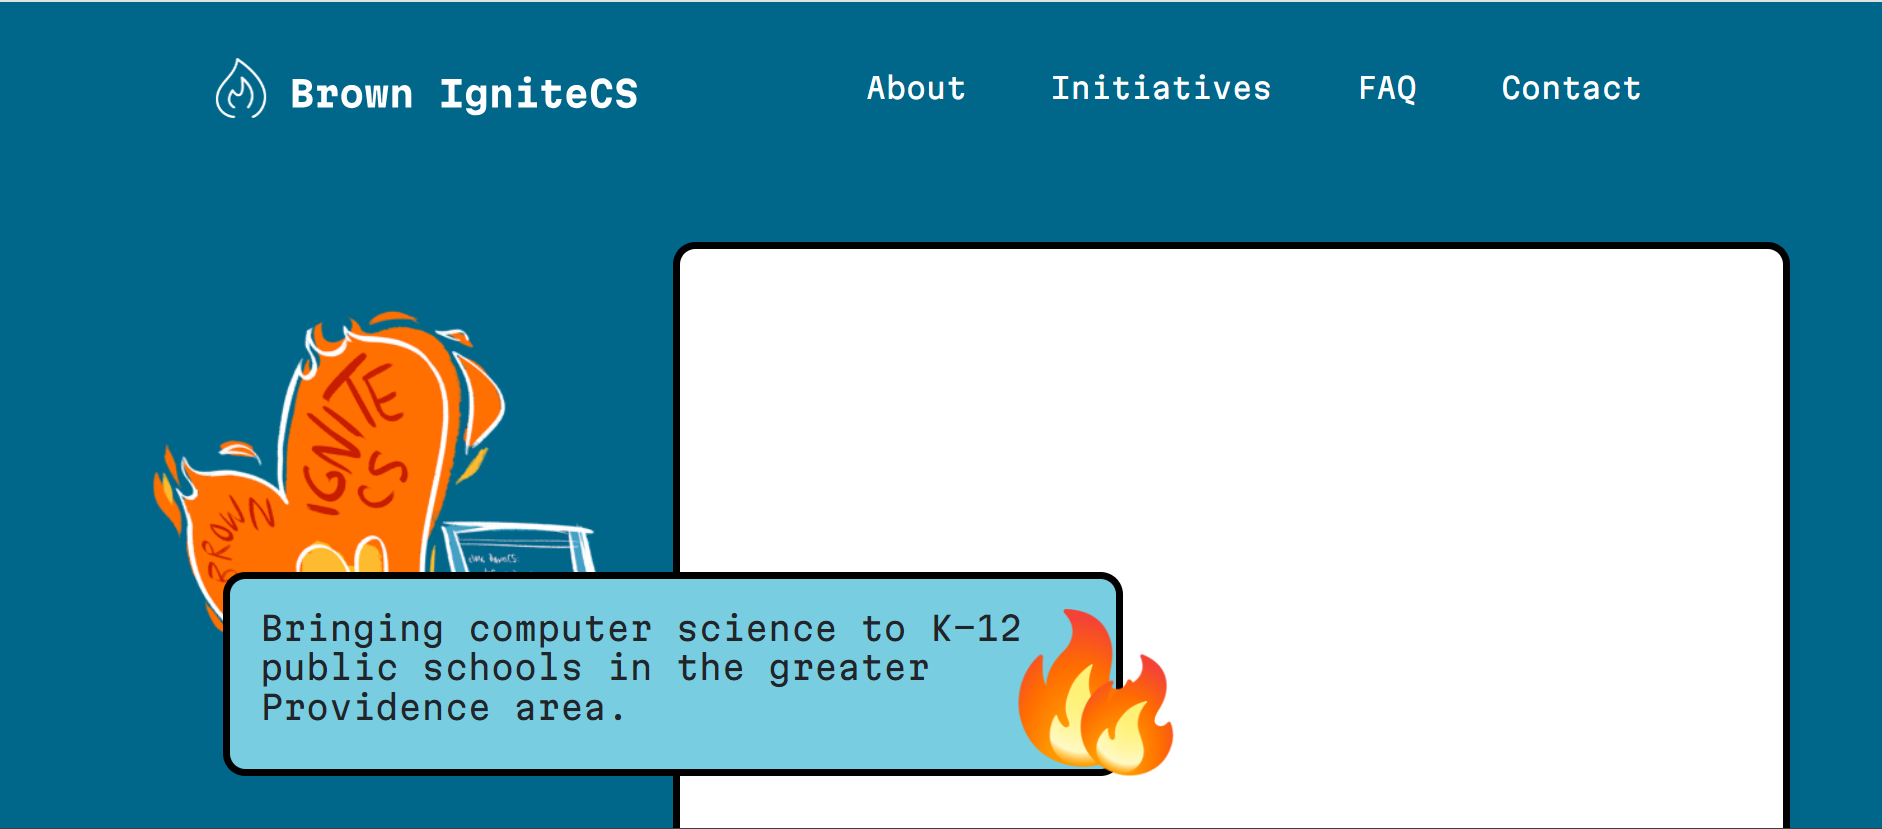 Brown IgniteCS
About Initiatives FAQ Contact
IGNITE
CS
BROWN
Bringing computer science to K-12
public schools in the greater
Providence area.